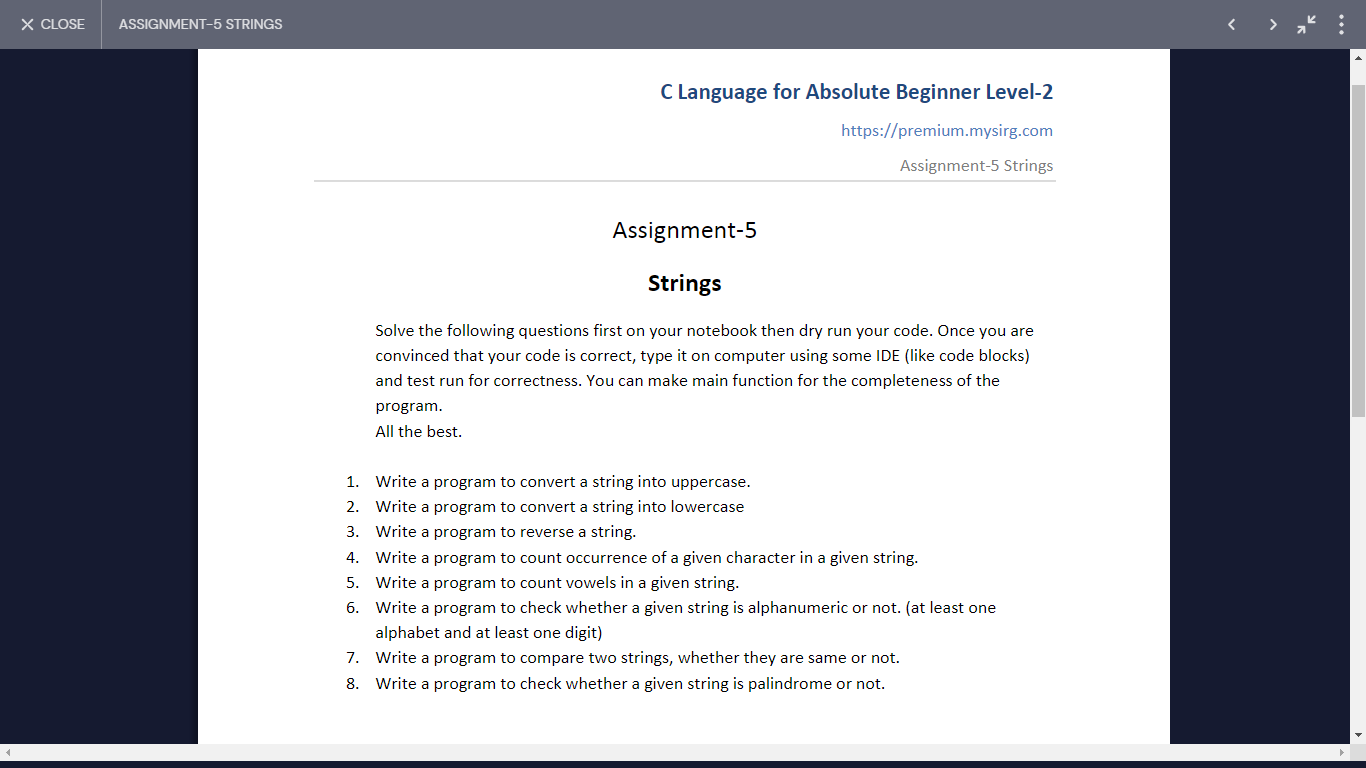 CLOSE
ASSIGNMENT-5 STRINGS
C Language for Absolute Beginner Level-2
https://premium.mysirg.com
Assignment-5 Strings
Assignment-5
Strings
Solve the following questions first on your notebook then dry run your code. Once you are
convinced that your code is correct, type it on computer using some IDE (like code blocks)
and test run for correctness. You can make main function for the completeness of the
program.
All the best.
1. Write a program to convert a string into uppercase.
2. Write a program to convert a string into lowercase
3. Write a program to reverse a string.
4. Write a program to count occurrence of a given character in a given string.
5. Write a program to count vowels in a given string.
6. Write a program to check whether a given string is alphanumeric or not. (at least one
alphabet and at least one digit)
7. Write a program to compare two strings, whether they are same or not.
8. Write a program to check whether a given string is palindrome or not.